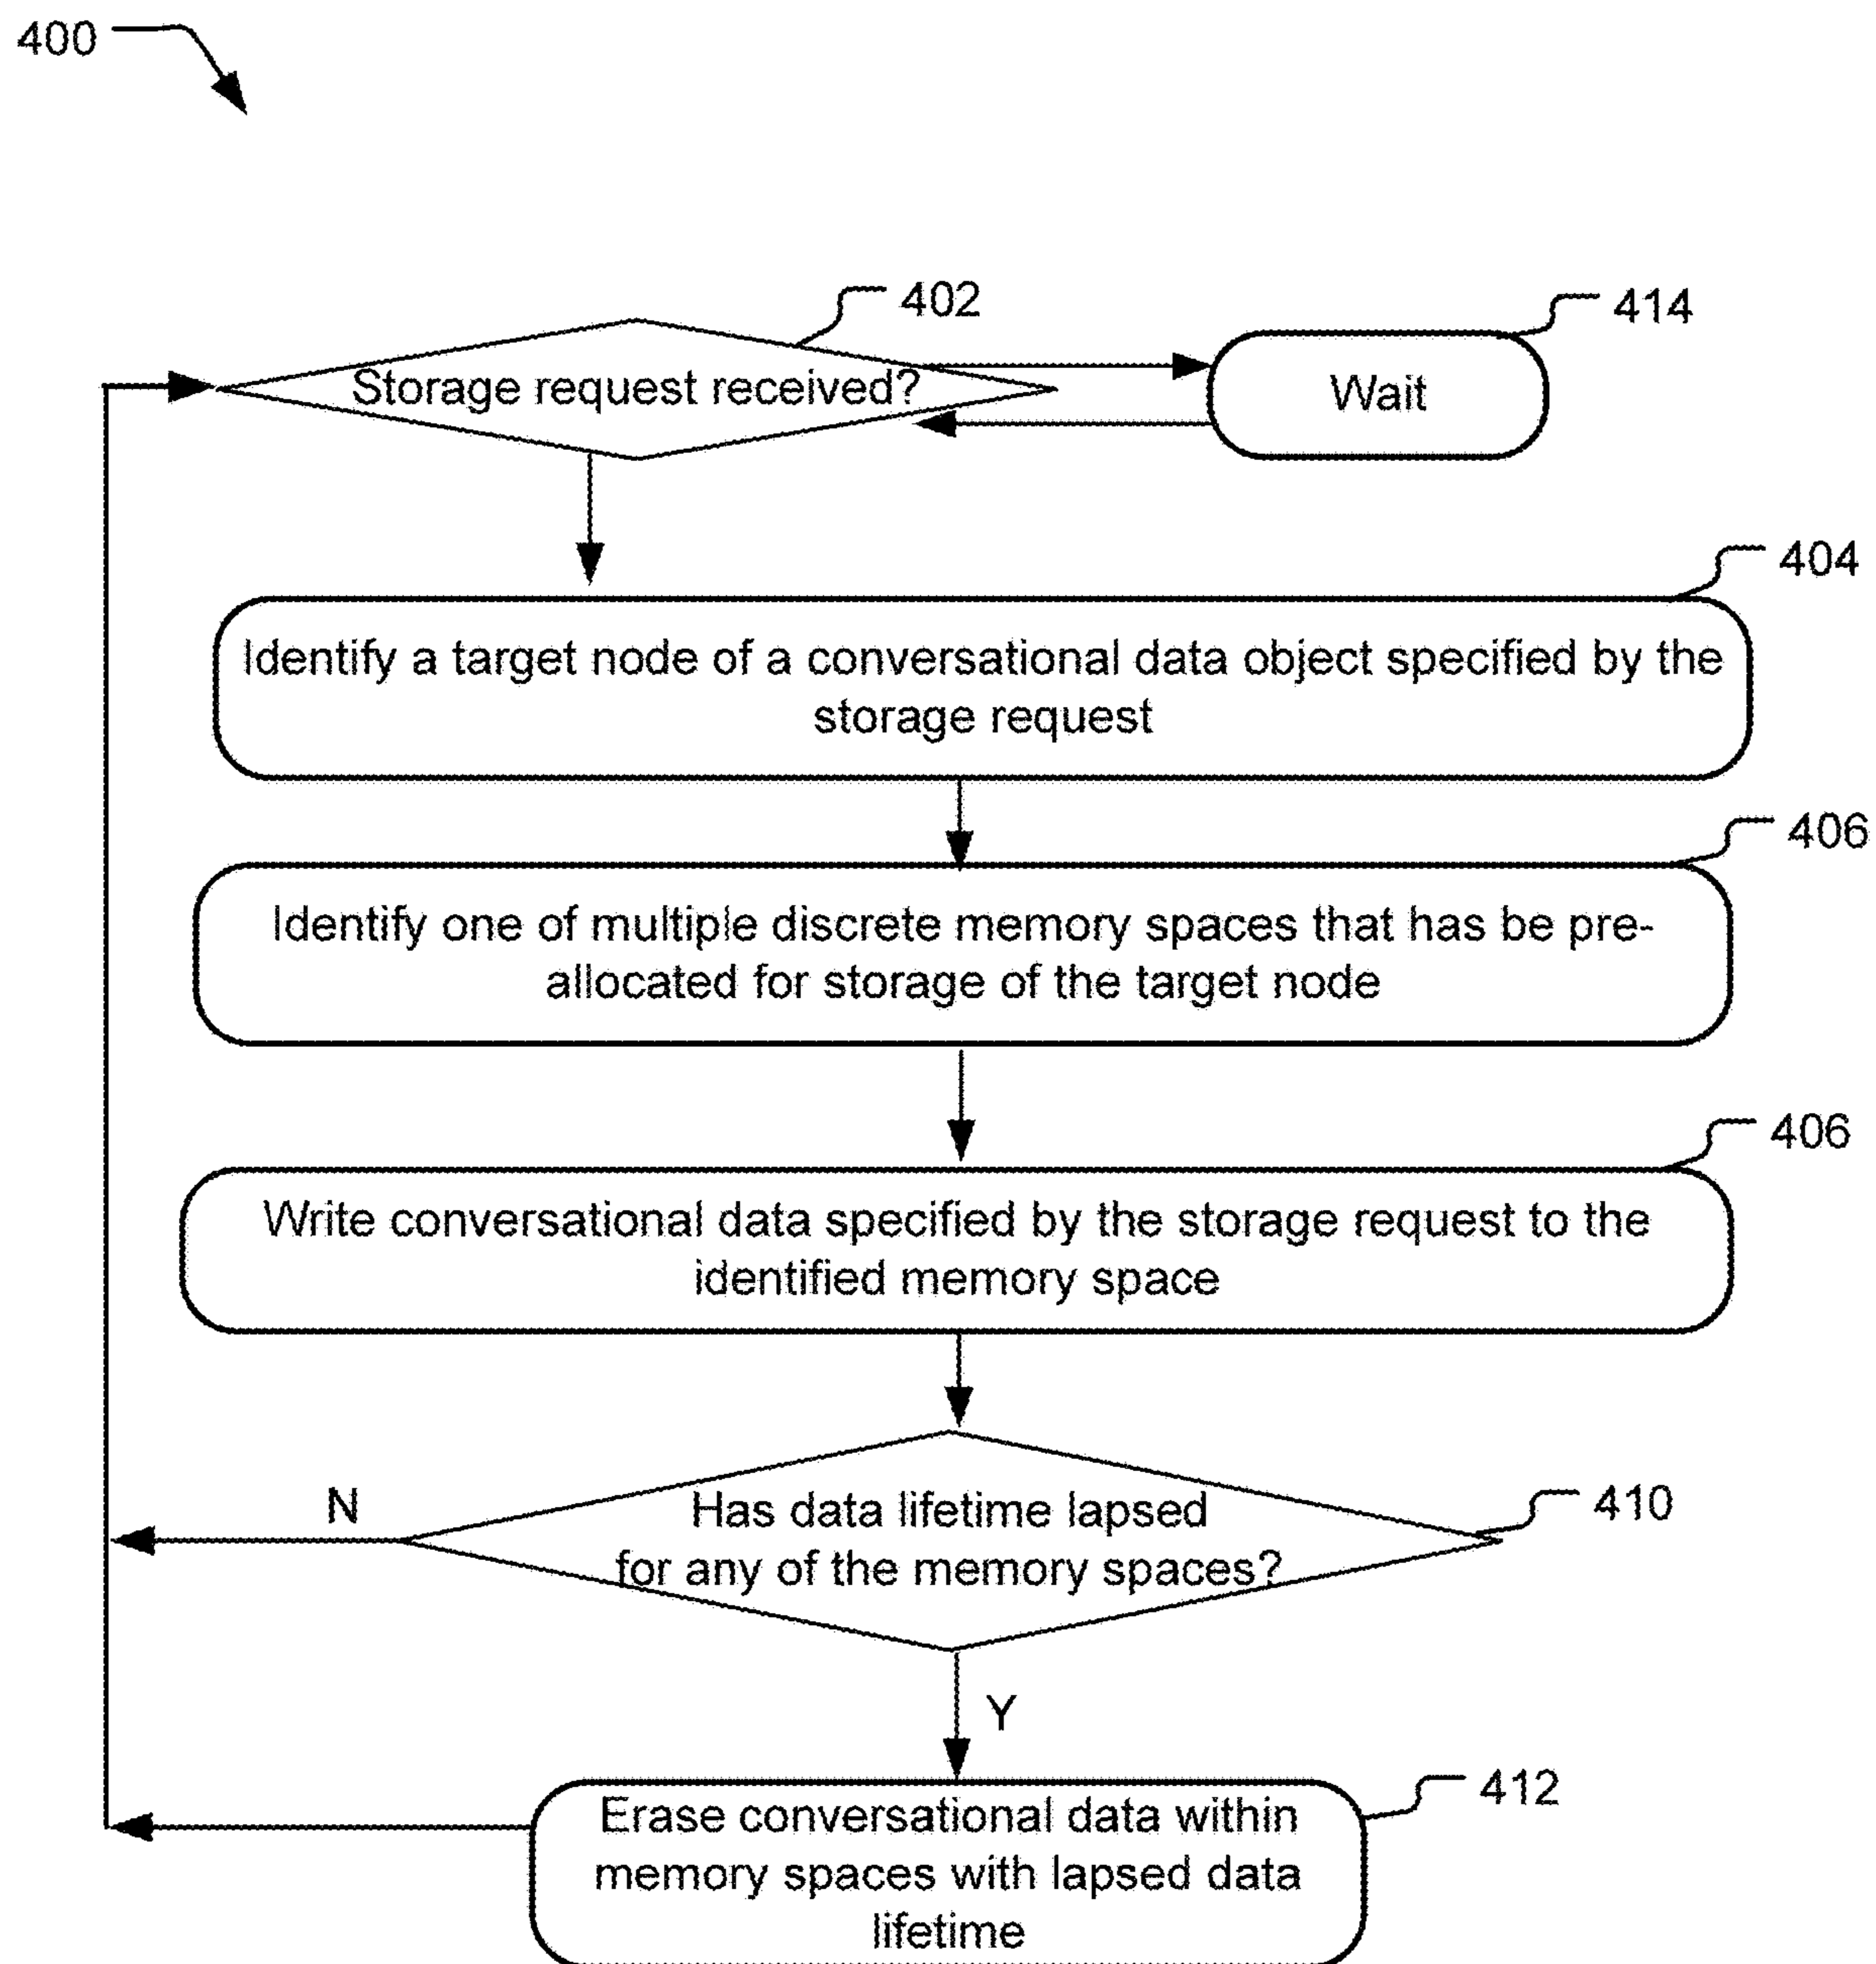 400
402
414
Storage request received?
Wait
404
Identify a target node of a conversational data object specified by the
storage request
406
Identify one of multiple discrete memory spaces that has be pre-
allocated for storage of the target node
406
Write conversational data specified by the storage request to the
identified memory space
N
410
Has data lifetime lapsed
for any of the memory spaces?
Y
412
Erase conversational data within
memory spaces with lapsed data
lifetime